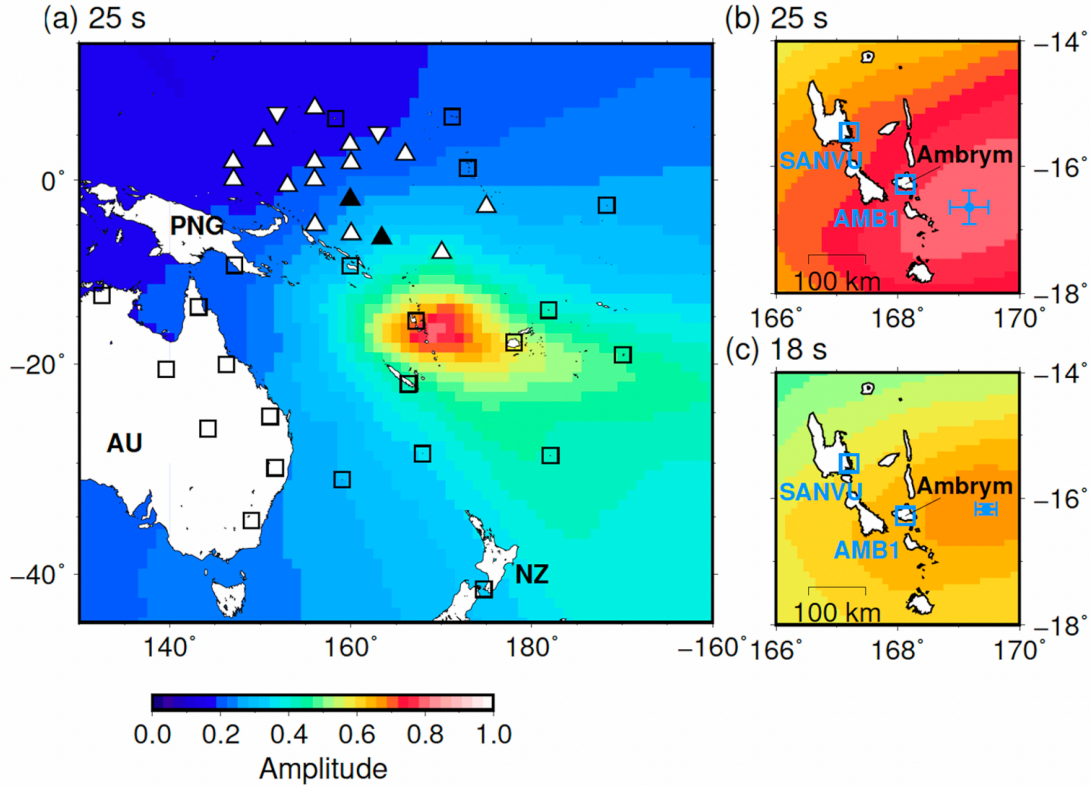 (a) 25 s
0°
−20°
−40°
140
160
180
−160°
PNG
AU
NZ
0.0 0.2 0.4 0.6 0.8 1.0
Amplitude
(b) 25 s
−14°
−16°
−18°
166°
168°
170°
SANVU
Ambrym
AMB1
100 km
(c) 18 s
−14°
−16°
−18°
166°
168°
170°
SANVU
Ambrym
AMB1
100 km